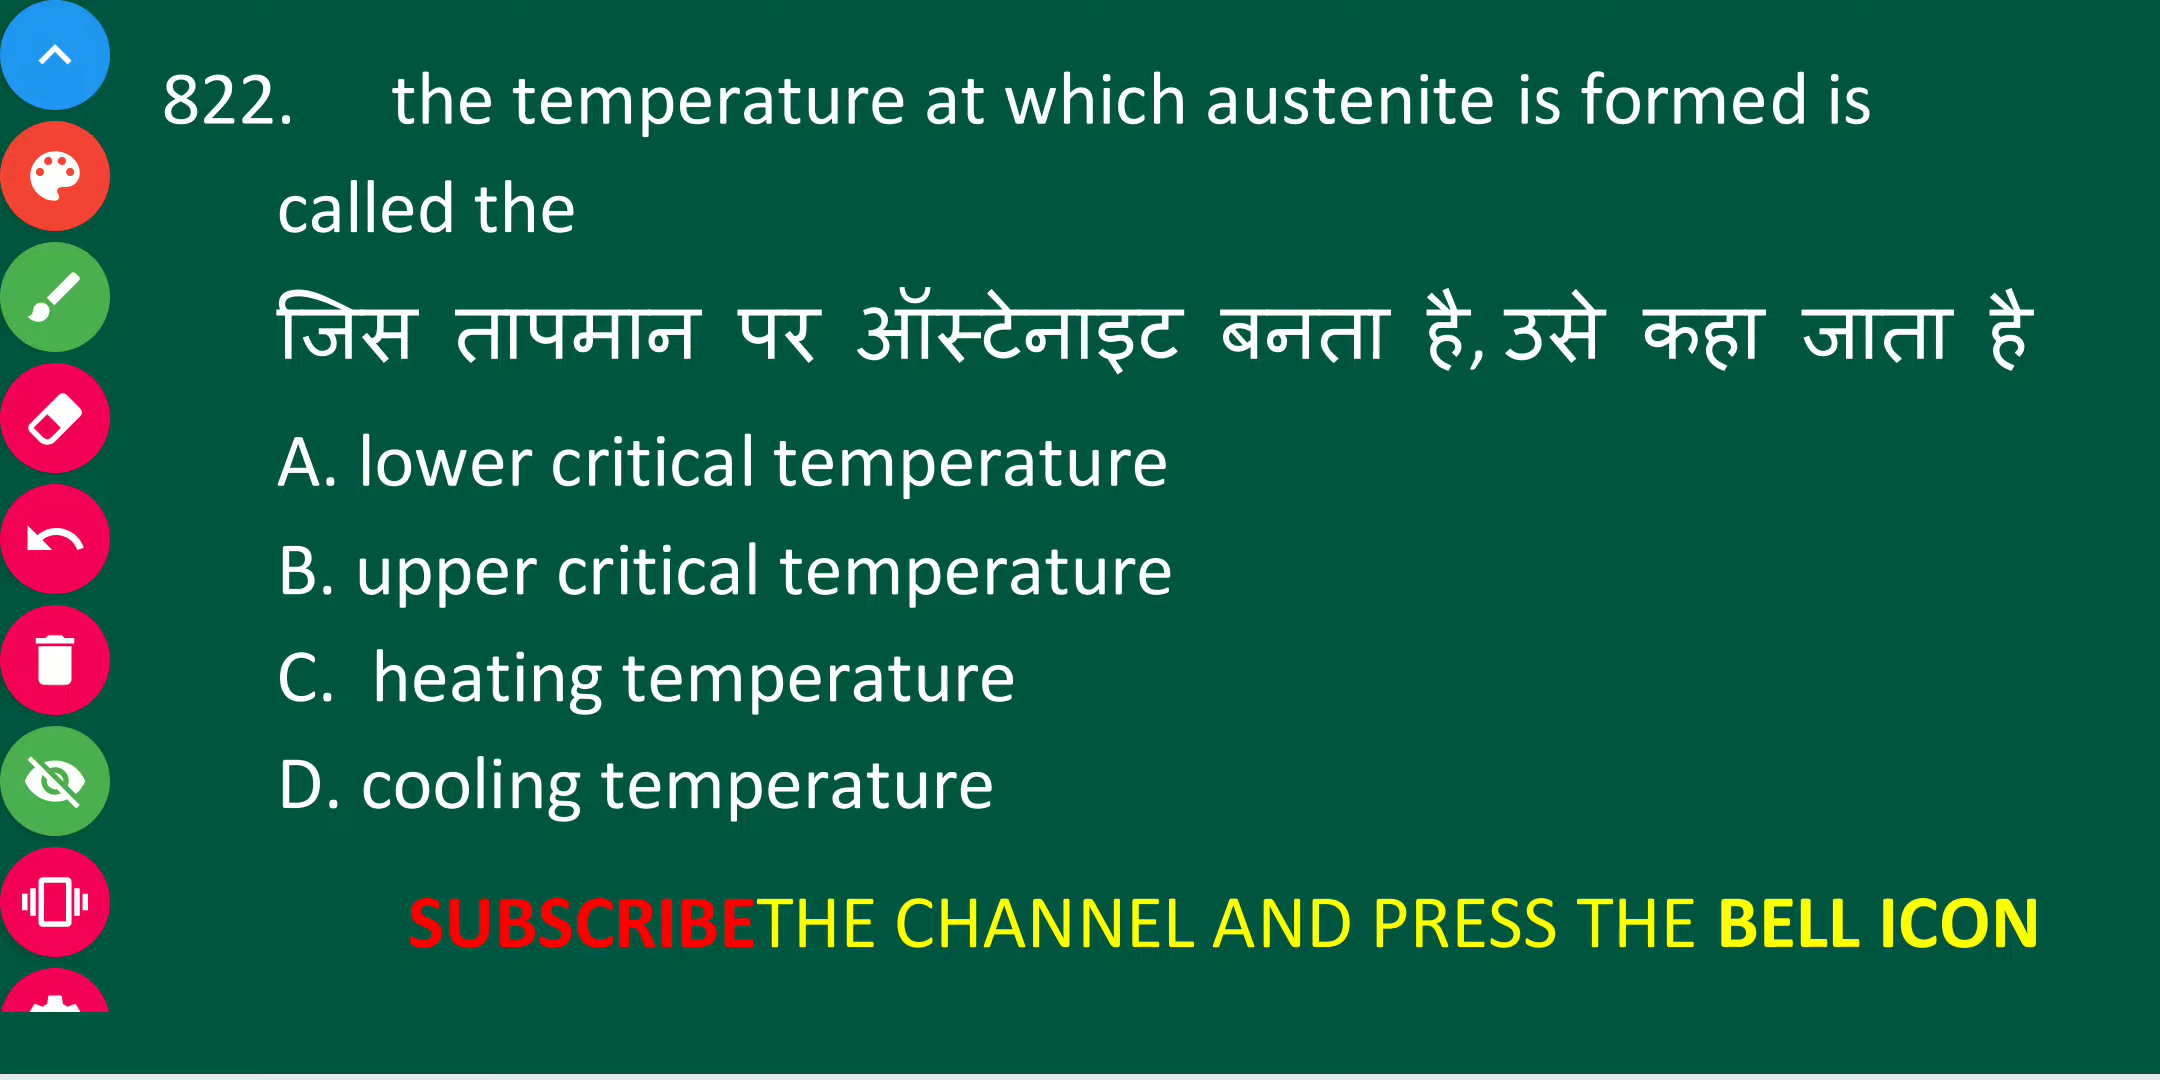 822. the temperature at which austenite is formed is
called the
जिस तापमान पर ऑस्टेनाइट बनता है, उसे कहा जाता है
A. lower critical temperature
B. upper critical temperature
C. heating temperature
D. cooling temperature
SUBSCRIBETHE CHANNEL AND PRESS THE BELL ICON